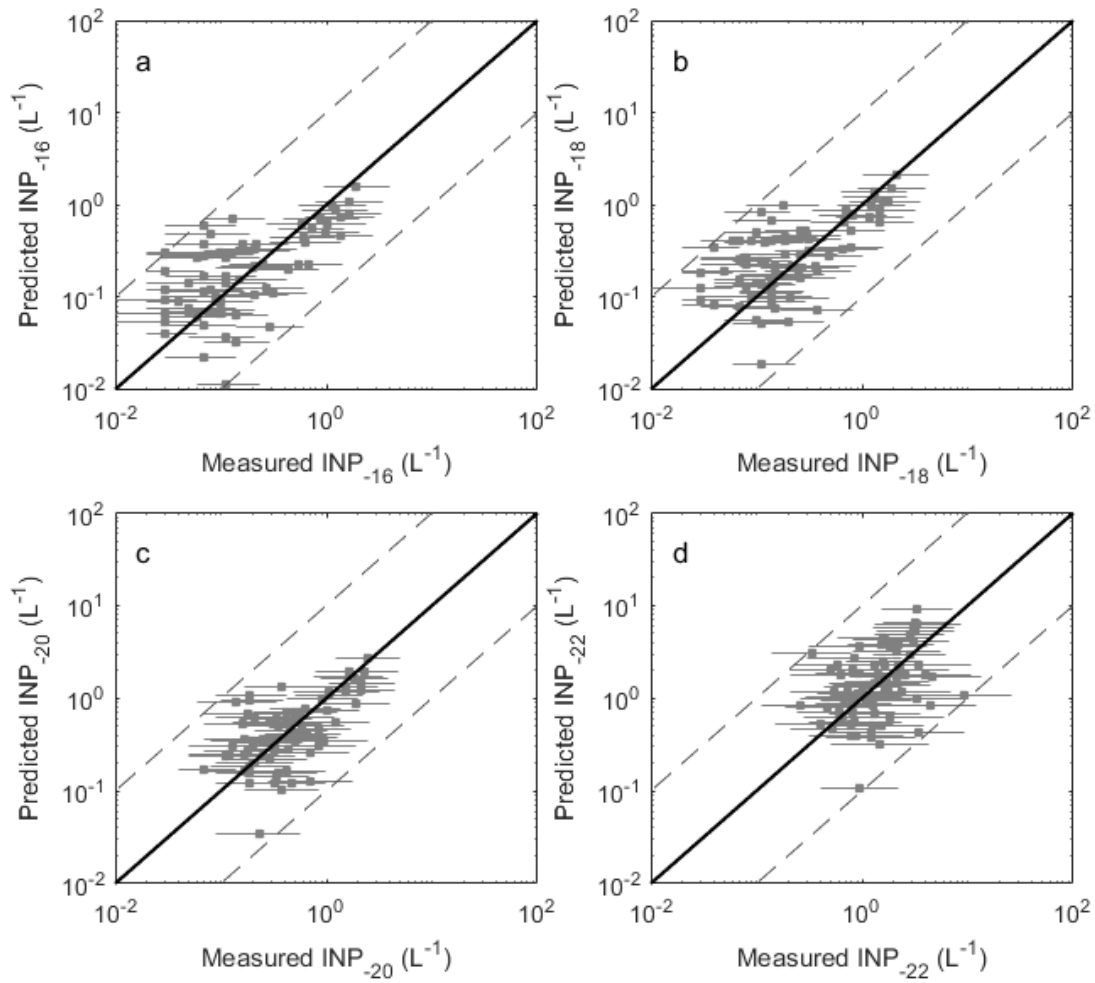 a
10^2
10^1
10^0
10^-1
10^-2
Predicted INP_-16 (L^-1)
10^-2
10^0
10^2
Measured INP_-16 (L^-1)
b
10^2
10^1
10^0
10^-1
10^-2
Predicted INP_-18 (L^-1)
10^-2
10^0
10^2
Measured INP_-18 (L^-1)
c
10^2
10^1
10^0
10^-1
10^-2
Predicted INP_-20 (L^-1)
10^-2
10^0
10^2
Measured INP_-20 (L^-1)
d
10^2
10^1
10^0
10^-1
10^-2
Predicted INP_-22 (L^-1)
10^-2
10^0
10^2
Measured INP_-22 (L^-1)